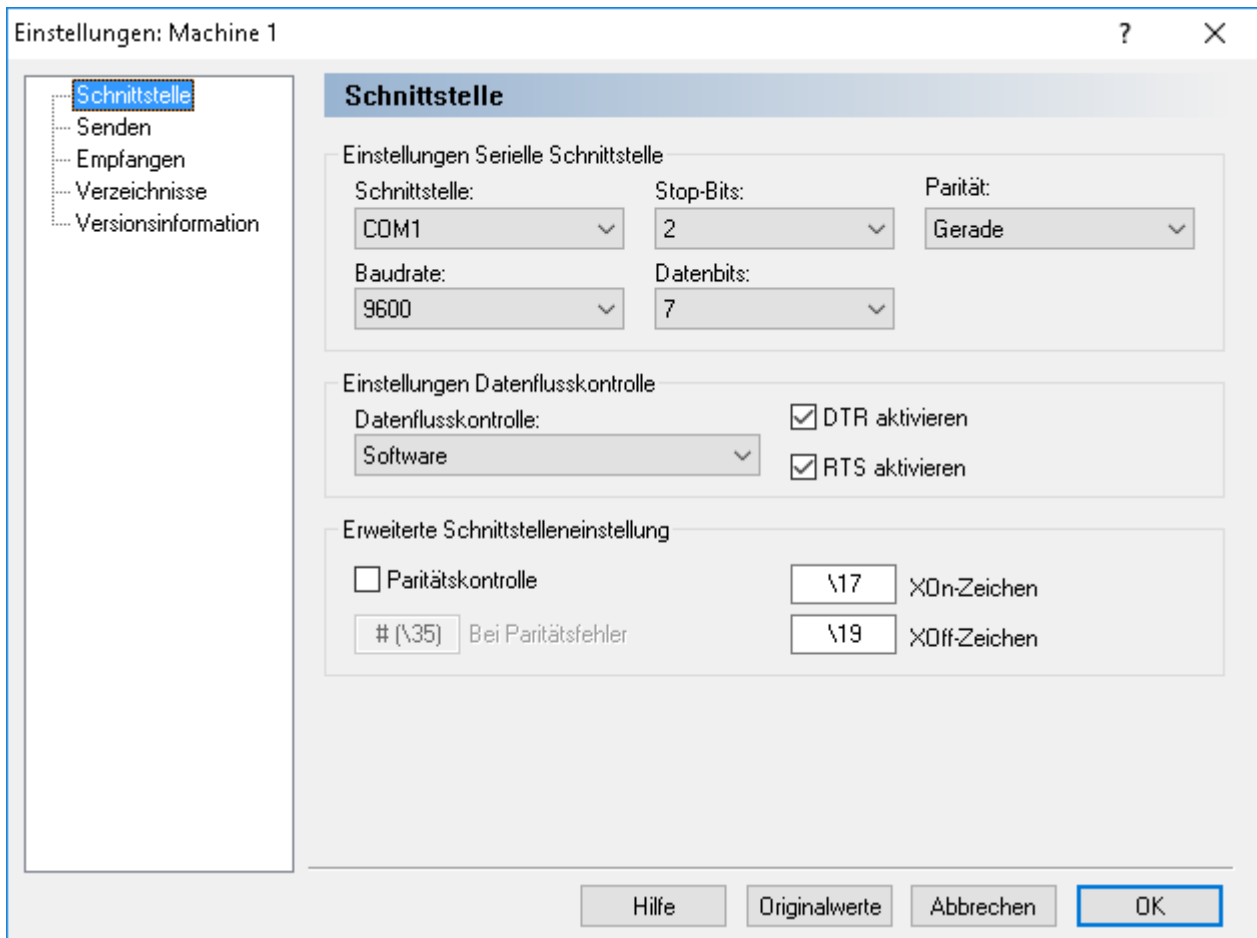 Einstellungen: Machine 1
?
Schnittstelle
Senden
Empfangen
Verzeichnisse
Versionsinformation
Schnittstelle
Einstellungen Serielle Schnittstelle
Schnittstelle: Stop-Bits: Parität:
COM1 2 Gerade
Baudrate: Datenbits:
9600 7
Einstellungen Datenflusskontrolle
Datenflusskontrolle: DTR aktivieren
Software RTS aktivieren
Erweiterte Schnittstelleneinstellung
Paritätskontrolle \17 XOn-Zeichen
# (\35) Bei Paritätsfehler \19 XOff-Zeichen
Hilfe Originalwerte Abbrechen OK